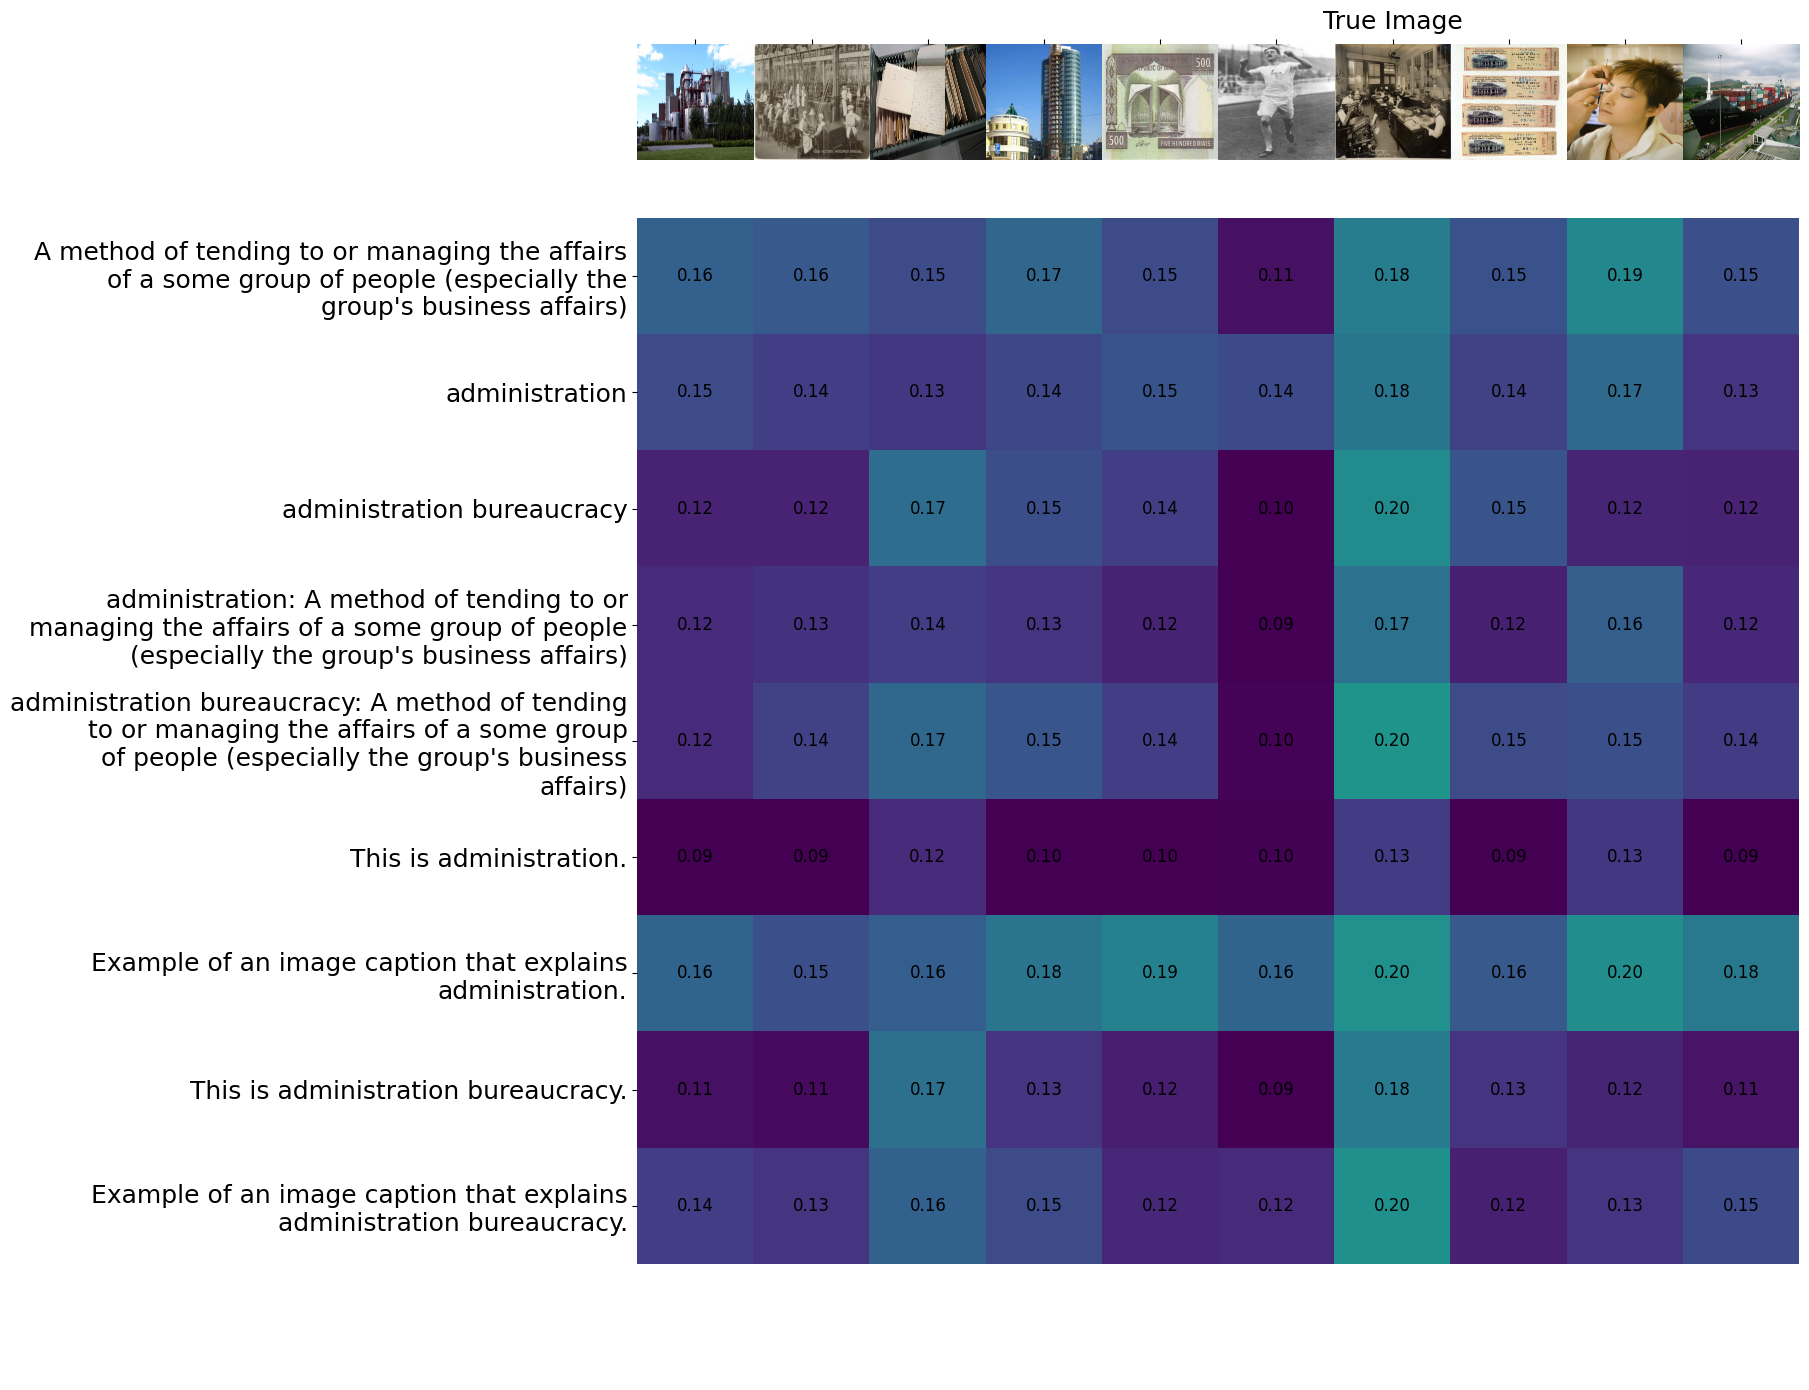 True Image
500
500
FIVE HUNDRED RIALS
A method of tending to or managing the affairs
of a some group of people (especially the
group's business affairs)
0.16 0.16 0.15 0.17 0.15 0.11 0.18 0.15 0.19 0.15
administration
0.15 0.14 0.13 0.14 0.15 0.14 0.18 0.14 0.17 0.13
administration bureaucracy
0.12 0.12 0.17 0.15 0.14 0.10 0.20 0.15 0.12 0.12
administration: A method of tending to or
managing the affairs of a some group of people
(especially the group's business affairs)
0.12 0.13 0.14 0.13 0.12 0.09 0.17 0.12 0.16 0.12
administration bureaucracy: A method of tending
to or managing the affairs of a some group
of people (especially the group's business
affairs)
0.12 0.14 0.17 0.15 0.14 0.10 0.20 0.15 0.15 0.14
This is administration.
0.09 0.09 0.12 0.10 0.10 0.10 0.13 0.09 0.13 0.09
Example of an image caption that explains
administration.
0.16 0.15 0.16 0.18 0.19 0.16 0.20 0.16 0.20 0.18
This is administration bureaucracy.
0.11 0.11 0.17 0.13 0.12 0.09 0.18 0.13 0.12 0.11
Example of an image caption that explains
administration bureaucracy.
0.14 0.13 0.16 0.15 0.12 0.12 0.20 0.12 0.13 0.15